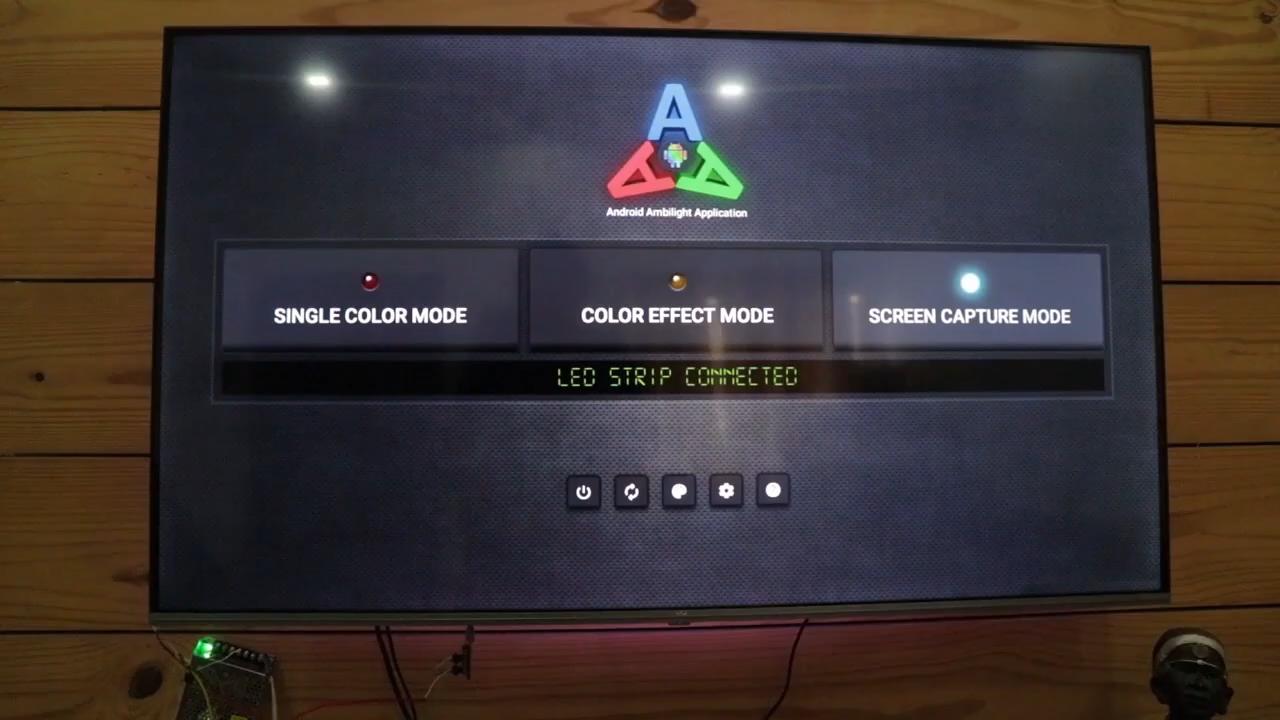 A
A A
Android Ambilight Application
SINGLE COLOR MODE
COLOR EFFECT MODE
SCREEN CAPTURE MODE
LED STRIP CONNECTED